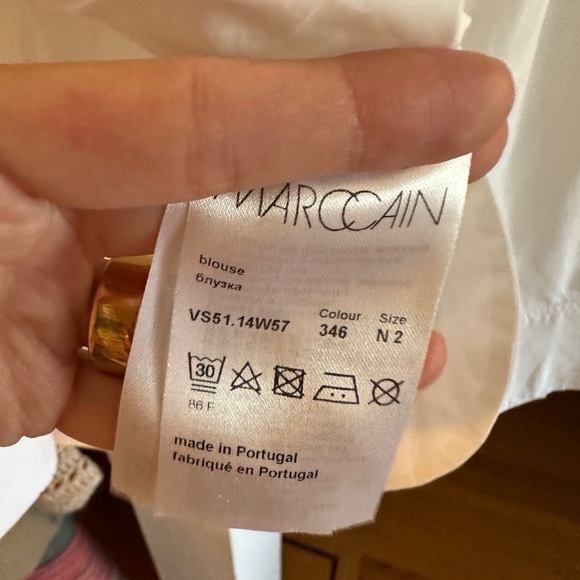 MARCCAIN
blouse
блузка
VS51.14W57 Colour 346 Size N 2
30
86 F
made in Portugal
fabriqué en Portugal